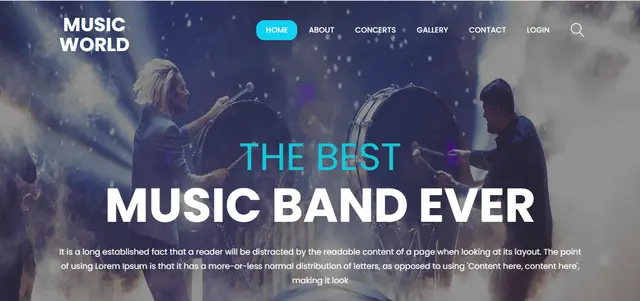 MUSIC
WORLD
HOME ABOUT CONCERTS GALLERY CONTACT LOGIN
THE BEST
MUSIC BAND EVER
It is a long established fact that a reader will be distracted by the readable content of a page when looking at its layout. The point
of using Lorem Ipsum is that it has a more-or-less normal distribution of letters, as opposed to using 'Content here, content here',
making it look